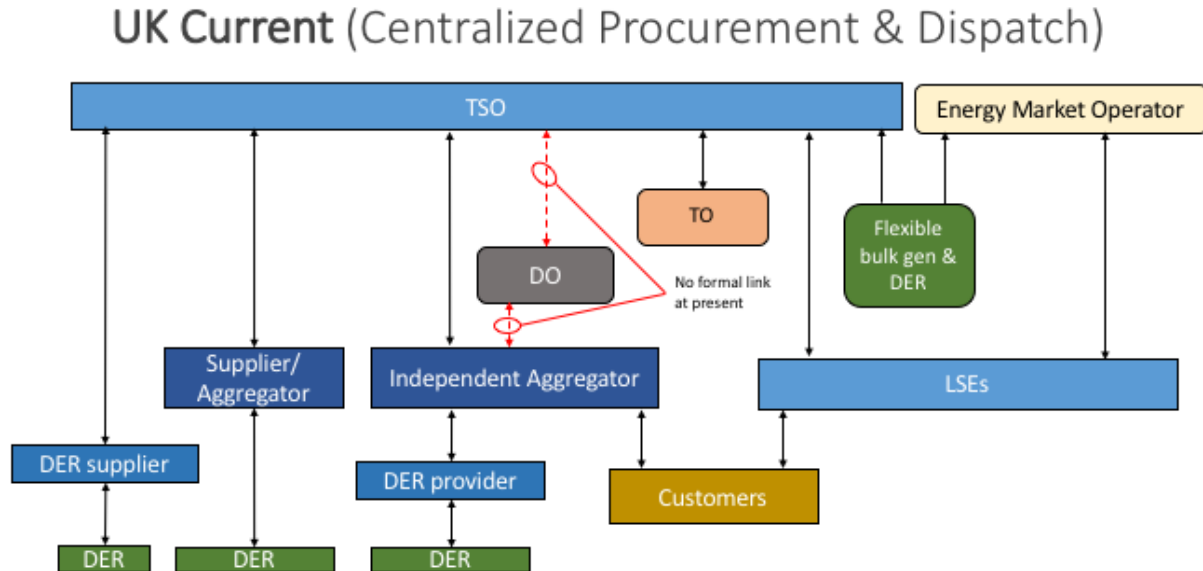 UK Current (Centralized Procurement & Dispatch)
TSO
Energy Market Operator
TO
Flexible
bulk gen &
DER
DO
No formal link
at present
Supplier/
Aggregator
Independent Aggregator
LSEs
DER supplier
DER provider
Customers
DER
DER
DER